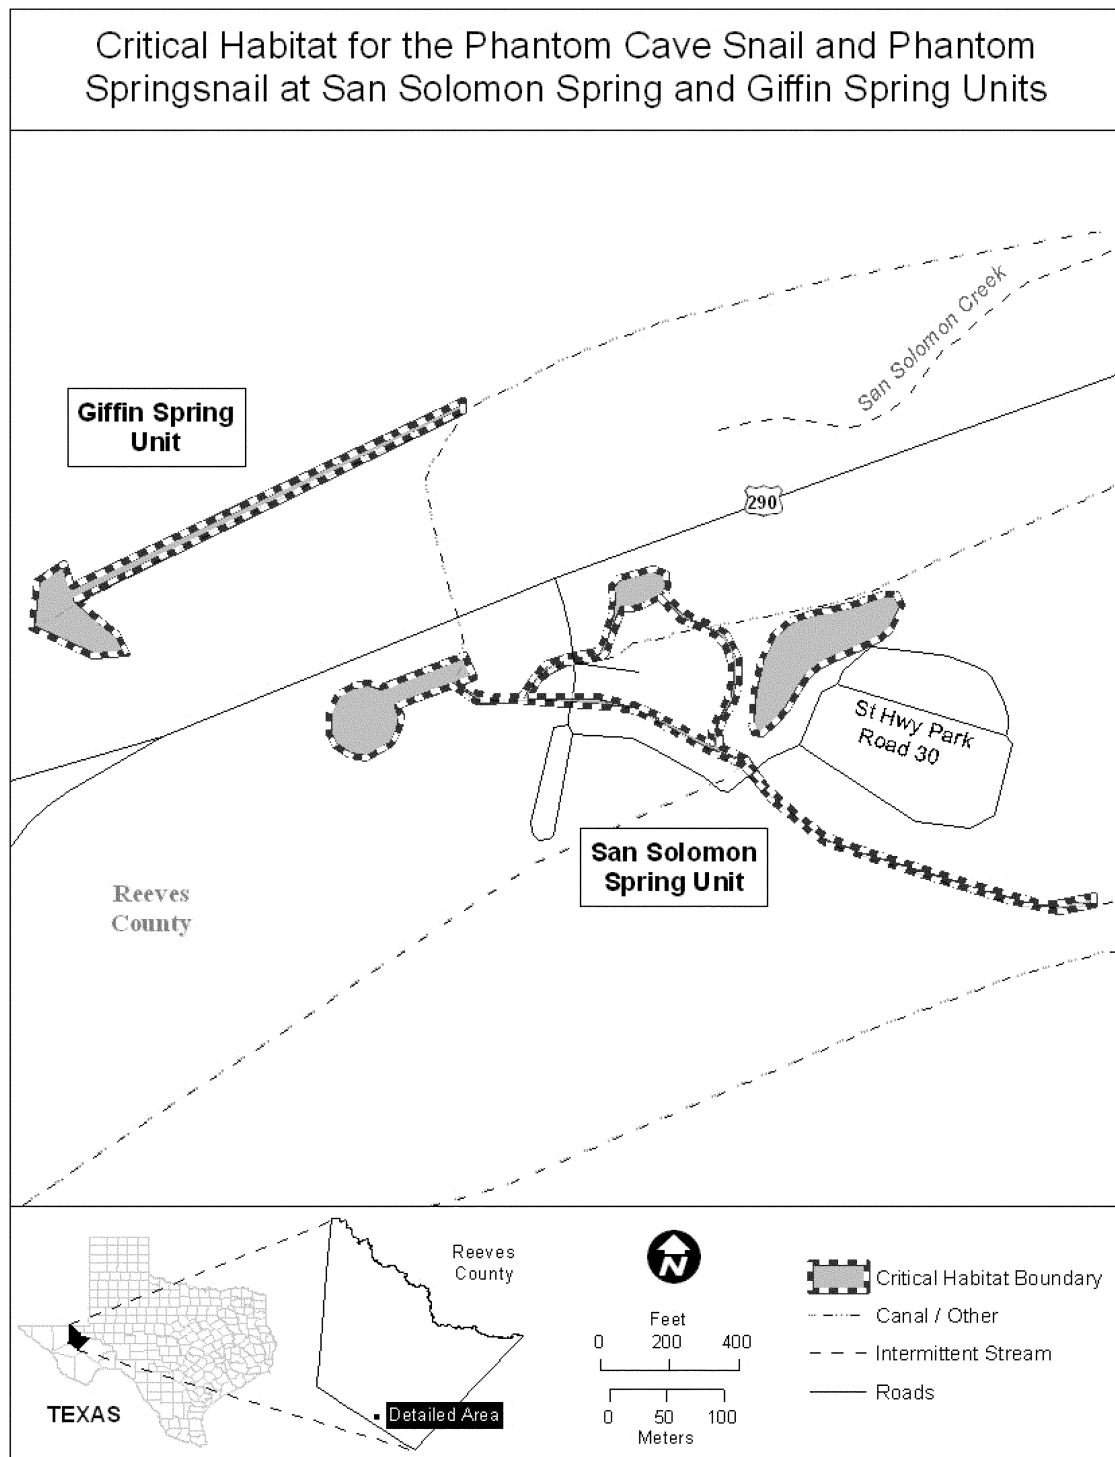 Critical Habitat for the Phantom Cave Snail and Phantom
Springsnail at San Solomon Spring and Giffin Spring Units
San Solomon Creek
Giffin Spring
Unit
290
St Hwy Park
Road 30
San Solomon
Spring Unit
Reeves
County
Reeves
County
N
Feet
0 200 400
0 50 100
Meters
TEXAS
Detailed Area
Critical Habitat Boundary
Canal / Other
Intermittent Stream
Roads